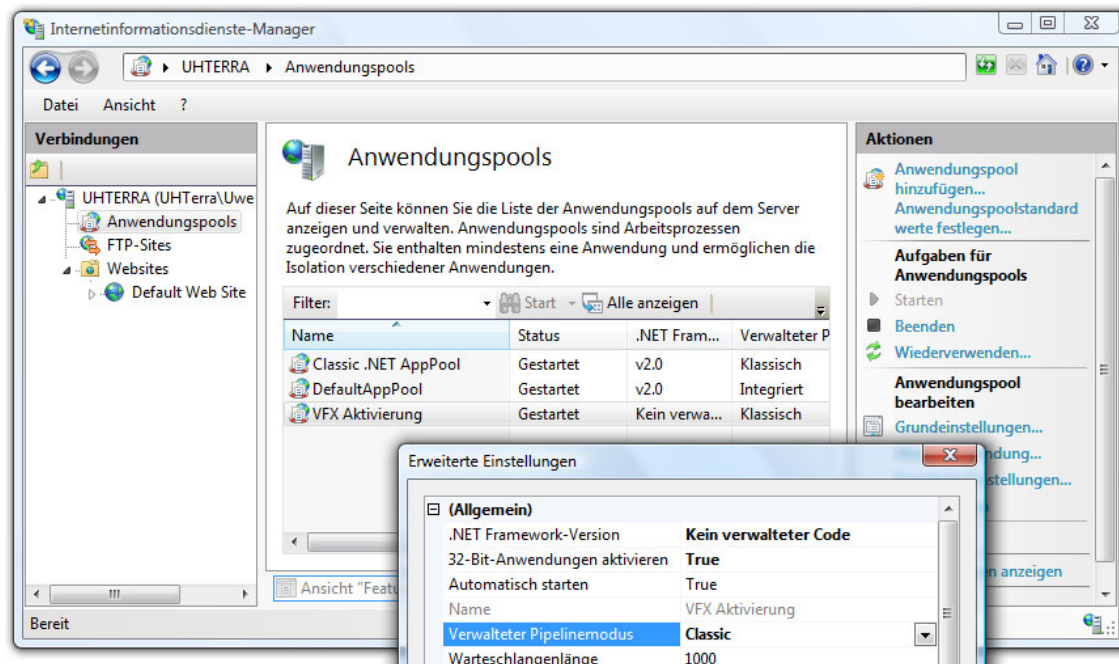 Internetinformationsdienste-Manager
UHTERRA Anwendungspools
Datei Ansicht ?
Verbindungen
UHTERRA (UHTerra\Uwe
Anwendungspools
FTP-Sites
Websites
Default Web Site
Anwendungspools
Auf dieser Seite können Sie die Liste der Anwendungspools auf dem Server
anzeigen und verwalten. Anwendungspools sind Arbeitsprozessen
zugeordnet. Sie enthalten mindestens eine Anwendung und ermöglichen die
Isolation verschiedener Anwendungen.
Filter: Start Alle anzeigen
Name Status .NET Fram... Verwalteter P
Classic .NET AppPool Gestartet v2.0 Klassisch
DefaultAppPool Gestartet v2.0 Integriert
VFX Aktivierung Gestartet Kein verwa... Klassisch
Ansicht "Featu
Aktionen
Anwendungspool
hinzufügen...
Anwendungspoolstandard
werte festlegen...
Aufgaben für
Anwendungspools
Starten
Beenden
Wiederverwenden...
Anwendungspool
bearbeiten
Grundeinstellungen...
ndung...
stellungen...
n anzeigen
Erweiterte Einstellungen
(Allgemein)
.NET Framework-Version Kein verwalteter Code
32-Bit-Anwendungen aktivieren True
Automatisch starten True
Name VFX Aktivierung
Verwalteter Pipelinemodus Classic
Warteschlangenlänge 1000
Bereit